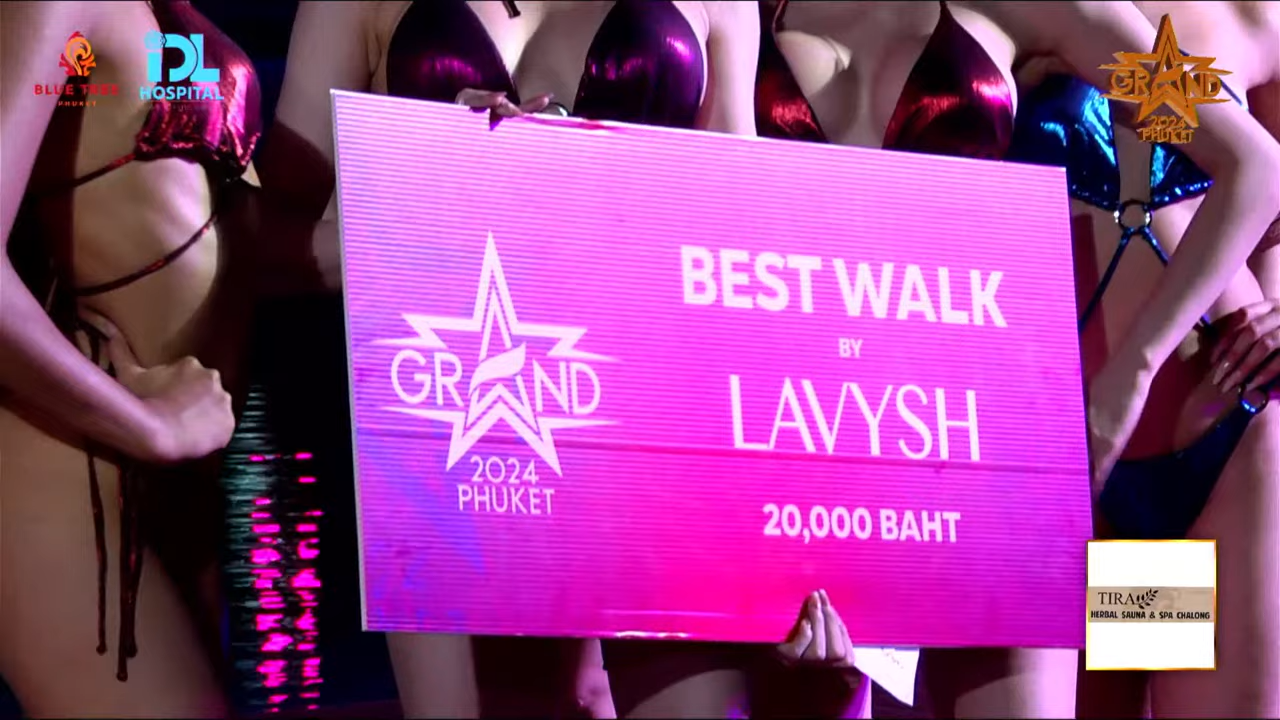 BLUE TREE
PHUKET
iDL
HOSPITAL
GRAND
2024
PHUKET
GRAND
2024
PHUKET
BEST WALK
BY
LAVYSH
20,000 BAHT
TIRA
HERBAL SAUNA & SPA CHALONG